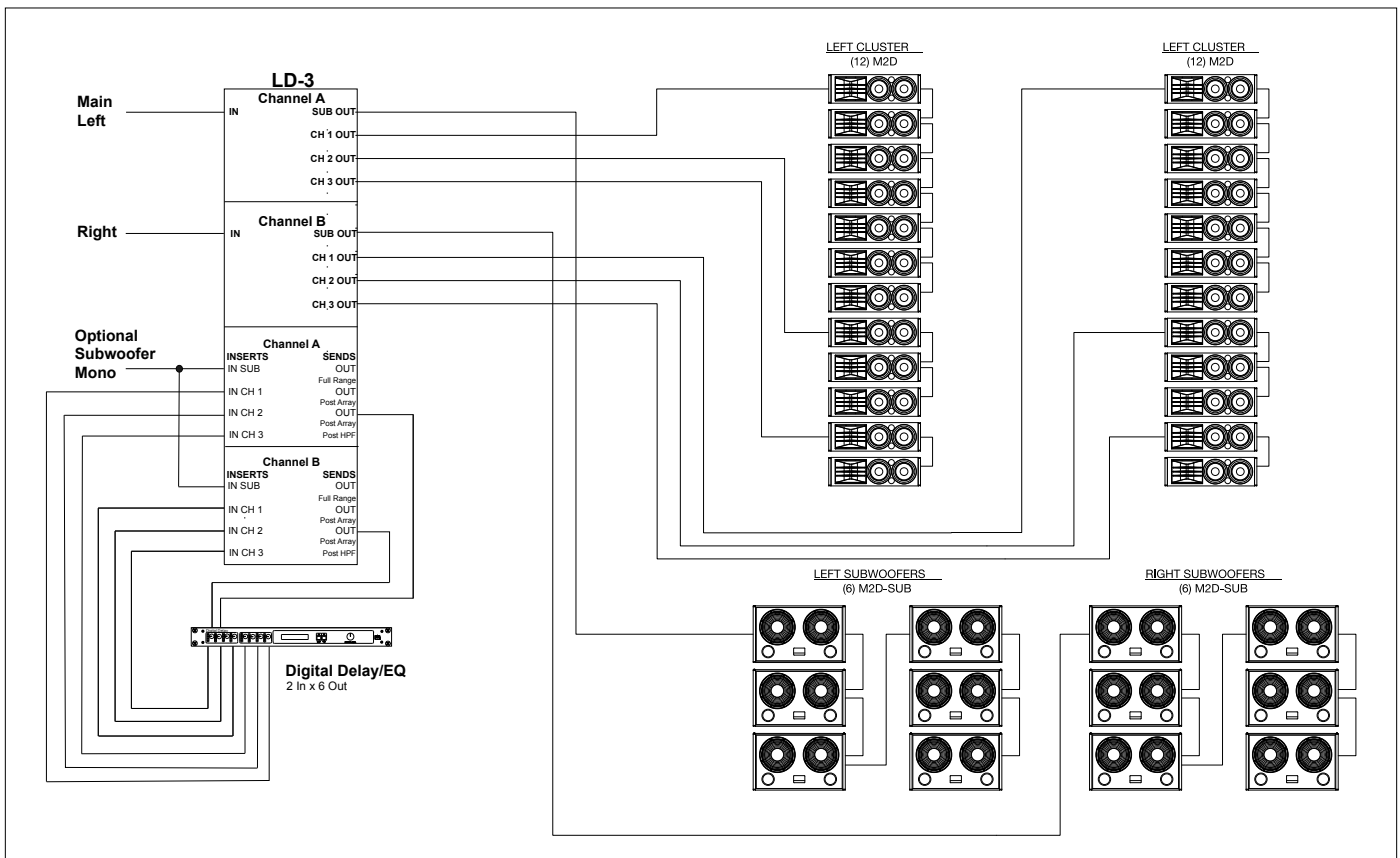 LD-3
Main
Left
Channel A
IN
SUB OUT
CH 1 OUT
CH 2 OUT
CH 3 OUT
Right
Channel B
IN
SUB OUT
CH 1 OUT
CH 2 OUT
CH 3 OUT
Optional
Subwoofer
Mono
Channel A
INSERTS SENDS
IN SUB OUT
Full Range
IN CH 1 OUT
Post Array
IN CH 2 OUT
Post Array
IN CH 3 Post HPF
Channel B
INSERTS SENDS
IN SUB OUT
Full Range
IN CH 1 OUT
Post Array
IN CH 2 OUT
Post Array
IN CH 3 Post HPF
Digital Delay/EQ
2 In x 6 Out
LEFT CLUSTER
(12) M2D
LEFT CLUSTER
(12) M2D
LEFT SUBWOOFERS
(6) M2D-SUB
RIGHT SUBWOOFERS
(6) M2D-SUB